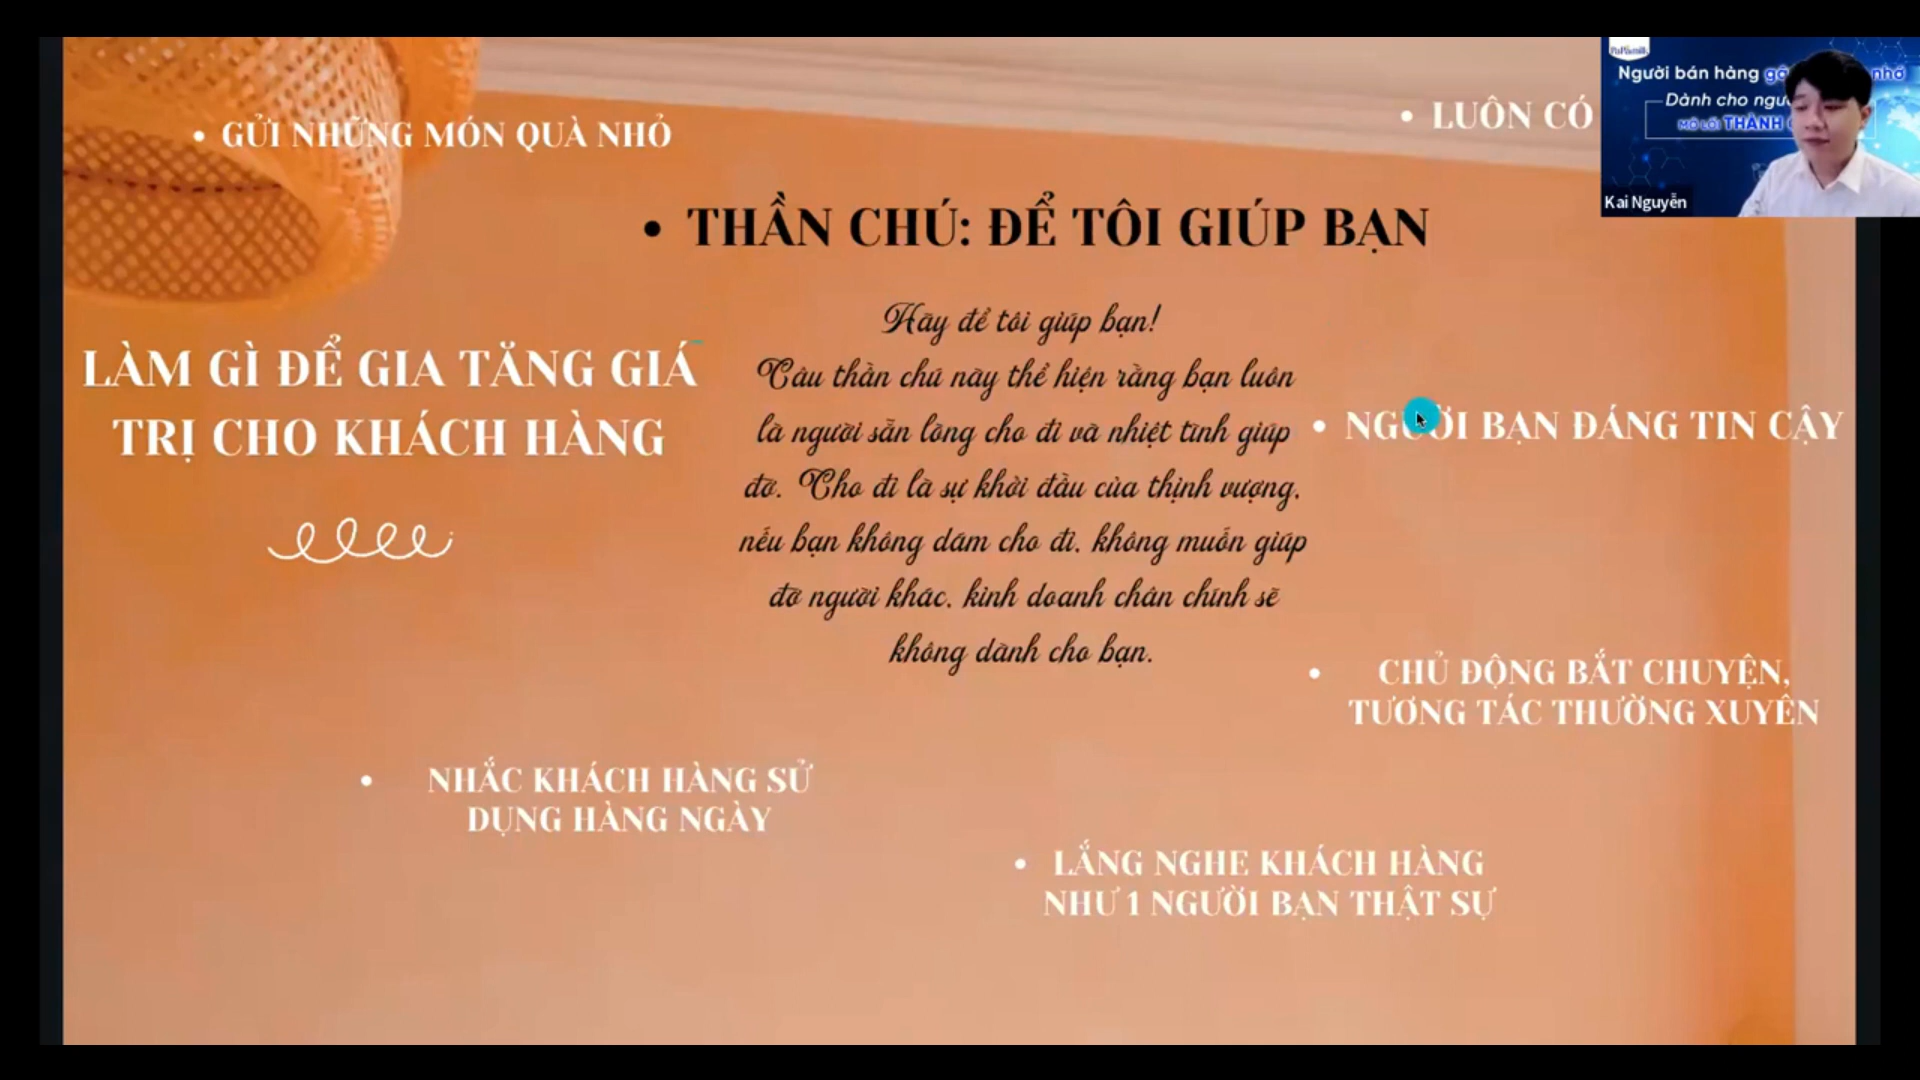 • GỬI NHỮNG MÓN QUÀ NHỎ
• LUÔN CÓ
Người bán hàng
nhớ
Dành cho
THÀNH
Kai Nguyễn
• THẦN CHÚ: ĐỂ TÔI GIÚP BẠN
LÀM GÌ ĐỂ GIA TĂNG GIÁ
TRỊ CHO KHÁCH HÀNG
Hãy để tôi giúp bạn!
Câu thần chú này thể hiện rằng bạn luôn
là người sẵn lòng cho đi và nhiệt tình giúp
đỡ. Cho đi là sự khởi đầu của thịnh vượng,
nếu bạn không dám cho đi, không muốn giúp
đỡ người khác, kinh doanh chân chính sẽ
không dành cho bạn.
• NGƯỜI BẠN ĐÁNG TIN CẬY
• CHỦ ĐỘNG BẮT CHUYỆN,
TƯƠNG TÁC THƯỜNG XUYÊN
• NHẮC KHÁCH HÀNG SỬ
DỤNG HÀNG NGÀY
• LẮNG NGHE KHÁCH HÀNG
NHƯ 1 NGƯỜI BẠN THẬT SỰ